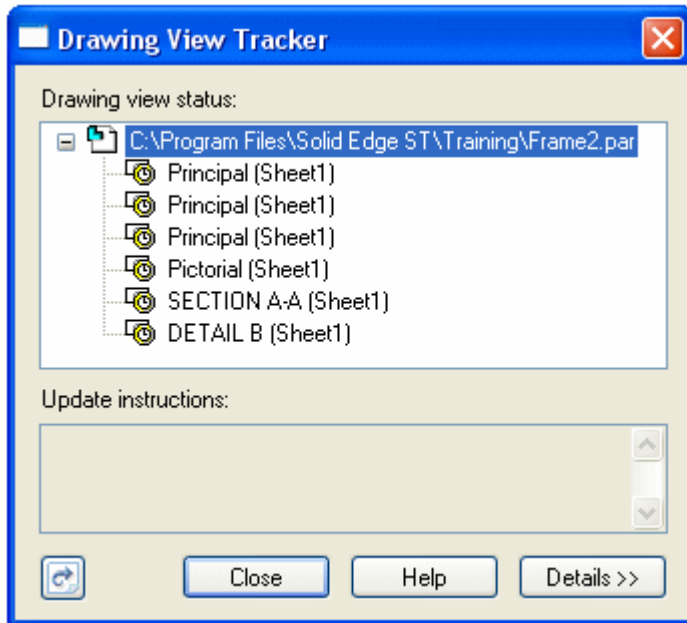 Drawing View Tracker
Drawing view status:
C:\Program Files\Solid Edge ST\Training\Frame2.par
Principal (Sheet1)
Principal (Sheet1)
Principal (Sheet1)
Pictorial (Sheet1)
SECTION A-A (Sheet1)
DETAIL B (Sheet1)
Update instructions:
Close Help Details >>